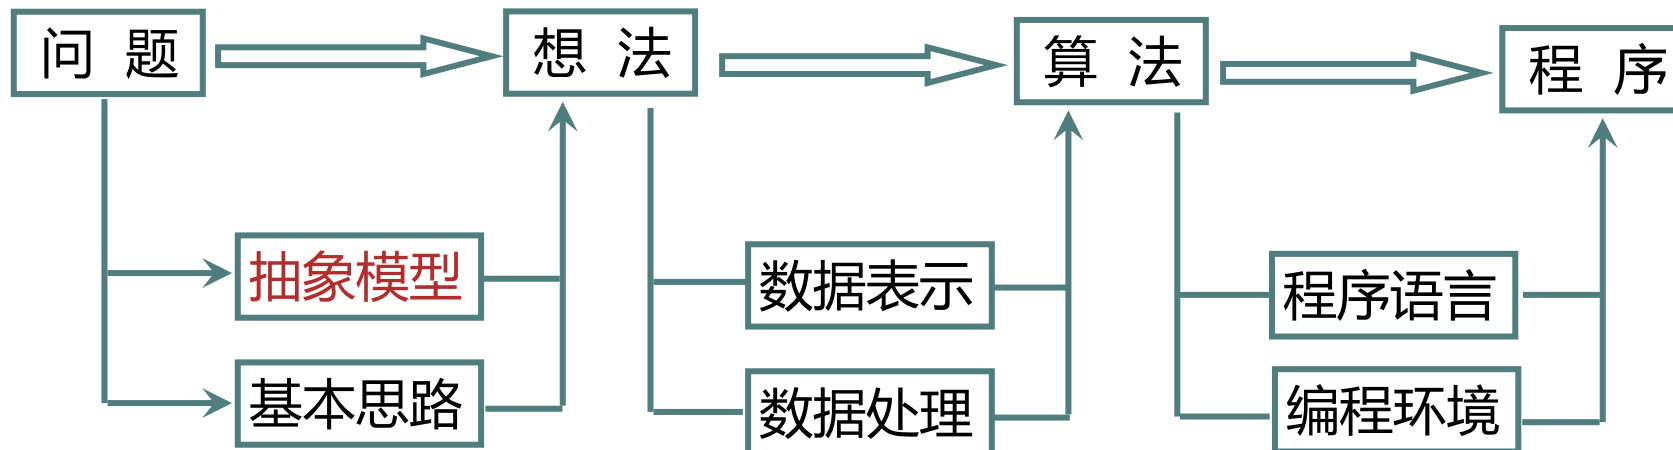 问 题
想 法
算 法
程 序
抽象模型
数据表示
程序语言
基本思路
数据处理
编程环境